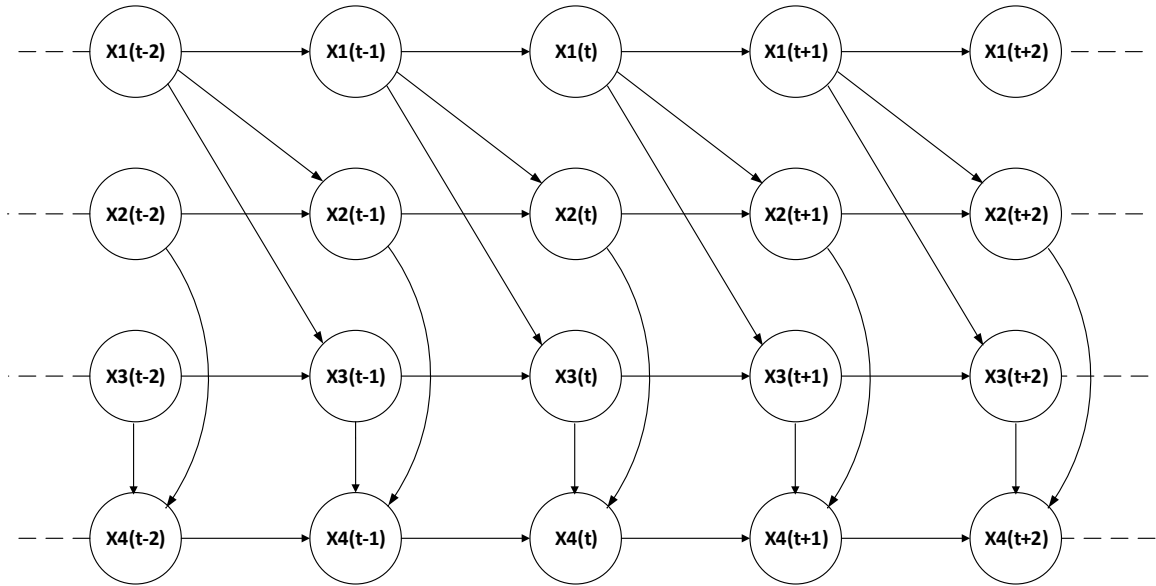 X1(t-2) X1(t-1) X1(t) X1(t+1) X1(t+2)
X2(t-2) X2(t-1) X2(t) X2(t+1) X2(t+2)
X3(t-2) X3(t-1) X3(t) X3(t+1) X3(t+2)
X4(t-2) X4(t-1) X4(t) X4(t+1) X4(t+2)